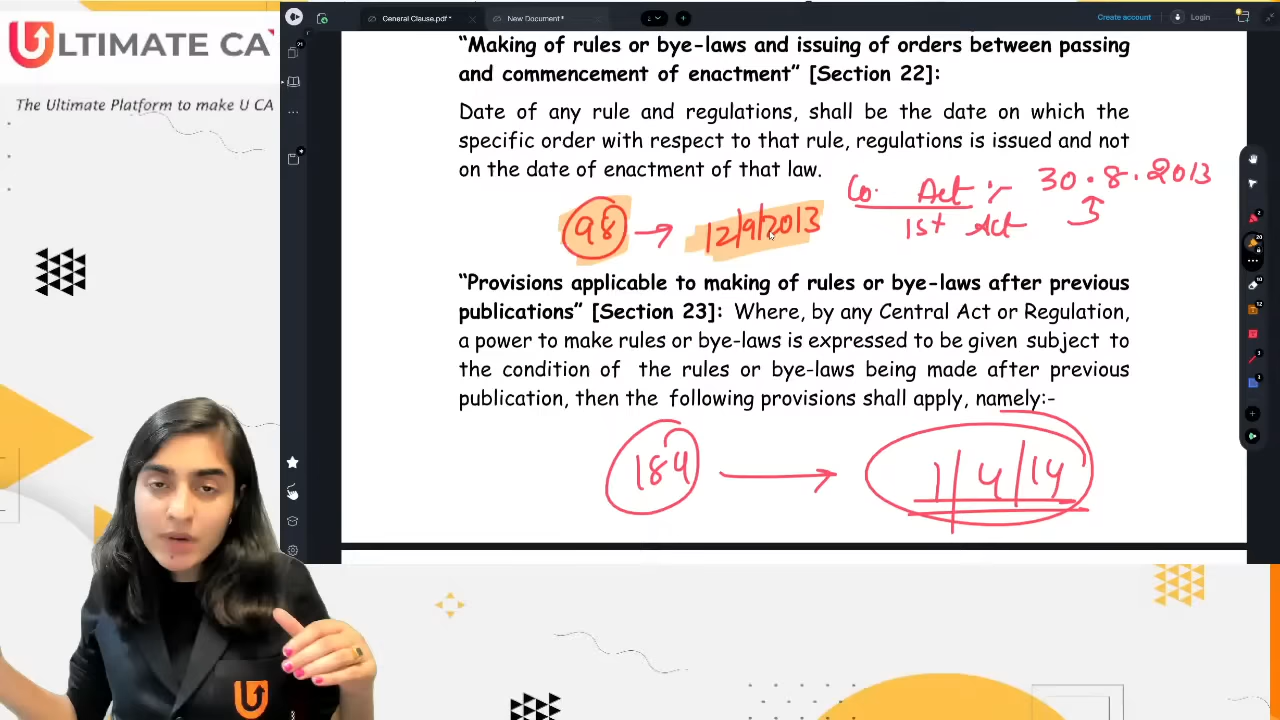 ULTIMATE CA
The Ultimate Platform to make U CA
General Clause.pdf *
New Document *
Create account
Login
“Making of rules or bye-laws and issuing of orders between passing
and commencement of enactment” [Section 22]:
Date of any rule and regulations, shall be the date on which the
specific order with respect to that rule, regulations is issued and not
on the date of enactment of that law.
Co. Act :- 30.8.2013
1st Act
98 → 12/9/2013
“Provisions applicable to making of rules or bye-laws after previous
publications” [Section 23]: Where, by any Central Act or Regulation,
a power to make rules or bye-laws is expressed to be given subject to
the condition of the rules or bye-laws being made after previous
publication, then the following provisions shall apply, namely:-
184 → 1/4/14